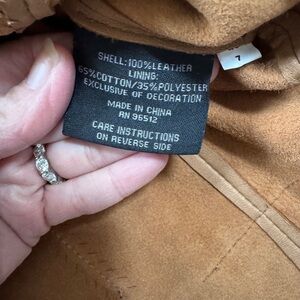 SHELL:100%LEATHER
LINING:
65%COTTON/35%POLYESTER
EXCLUSIVE OF DECORATION
MADE IN CHINA
RN 96512
CARE INSTRUCTIONS
ON REVERSE SIDE
7